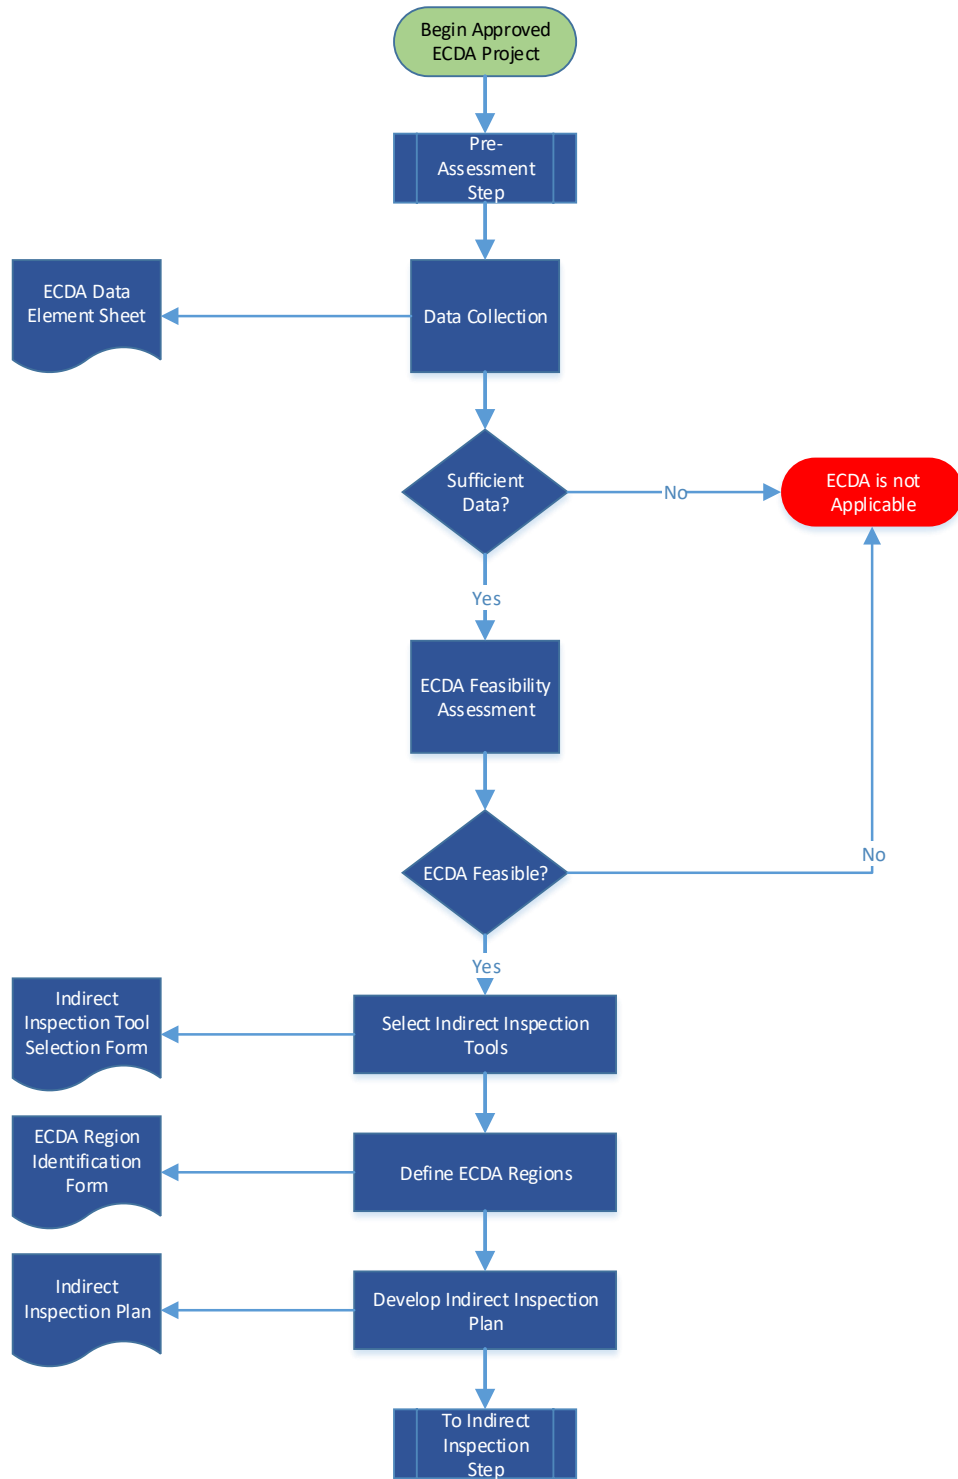 Begin Approved
ECDA Project
Pre-
Assessment
Step
ECDA Data
Element Sheet
Data Collection
Sufficient
Data?
No
ECDA is not
Applicable
Yes
ECDA Feasibility
Assessment
ECDA Feasible?
No
Yes
Indirect
Inspection Tool
Selection Form
Select Indirect Inspection
Tools
ECDA Region
Identification
Form
Define ECDA Regions
Indirect
Inspection Plan
Develop Indirect Inspection
Plan
To Indirect
Inspection
Step